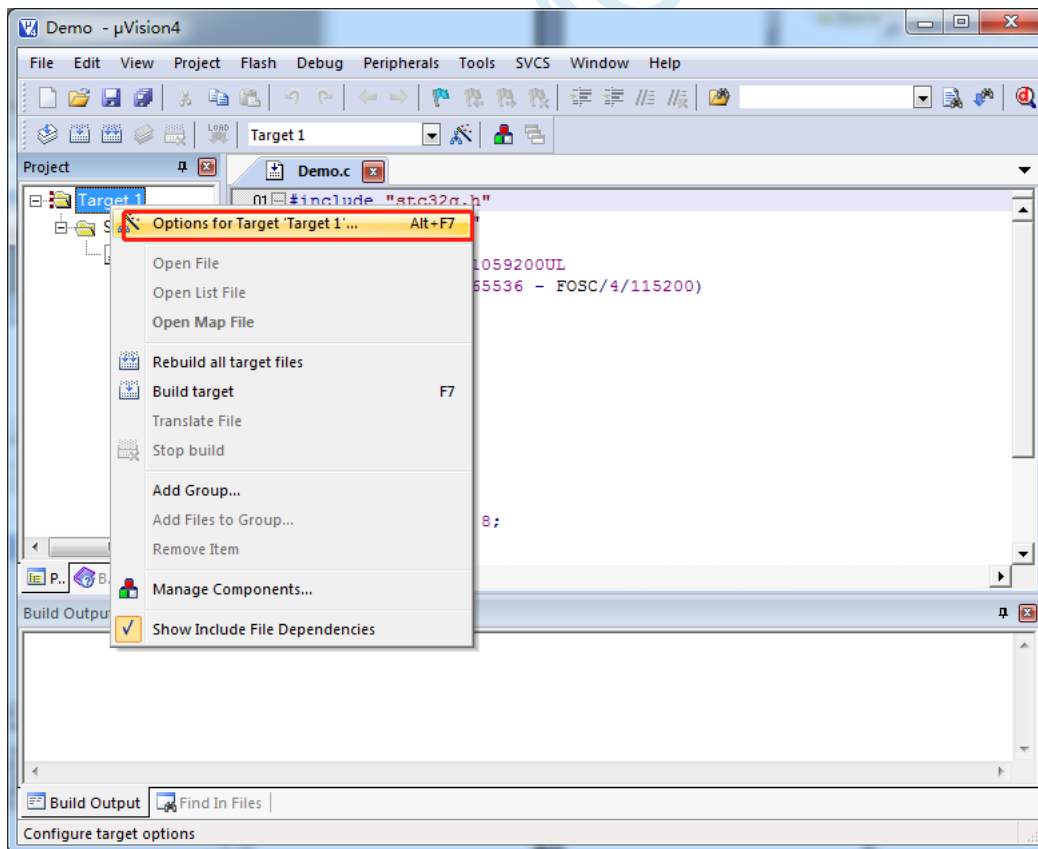 Demo - µVision4
File Edit View Project Flash Debug Peripherals Tools SVCS Window Help
LOAD
Target 1
Project
Demo.c
Target 1
01 #include "stc32g.h"
S
"
Options for Target 'Target 1'... Alt+F7
Open File
1059200UL
Open List File
65536 - FOSC/4/115200)
Open Map File
Rebuild all target files
Build target F7
Translate File
Stop build
Add Group...
Add Files to Group...
8;
Remove Item
P.. B.
Manage Components...
Build Outpu
Show Include File Dependencies
Build Output Find In Files
Configure target options